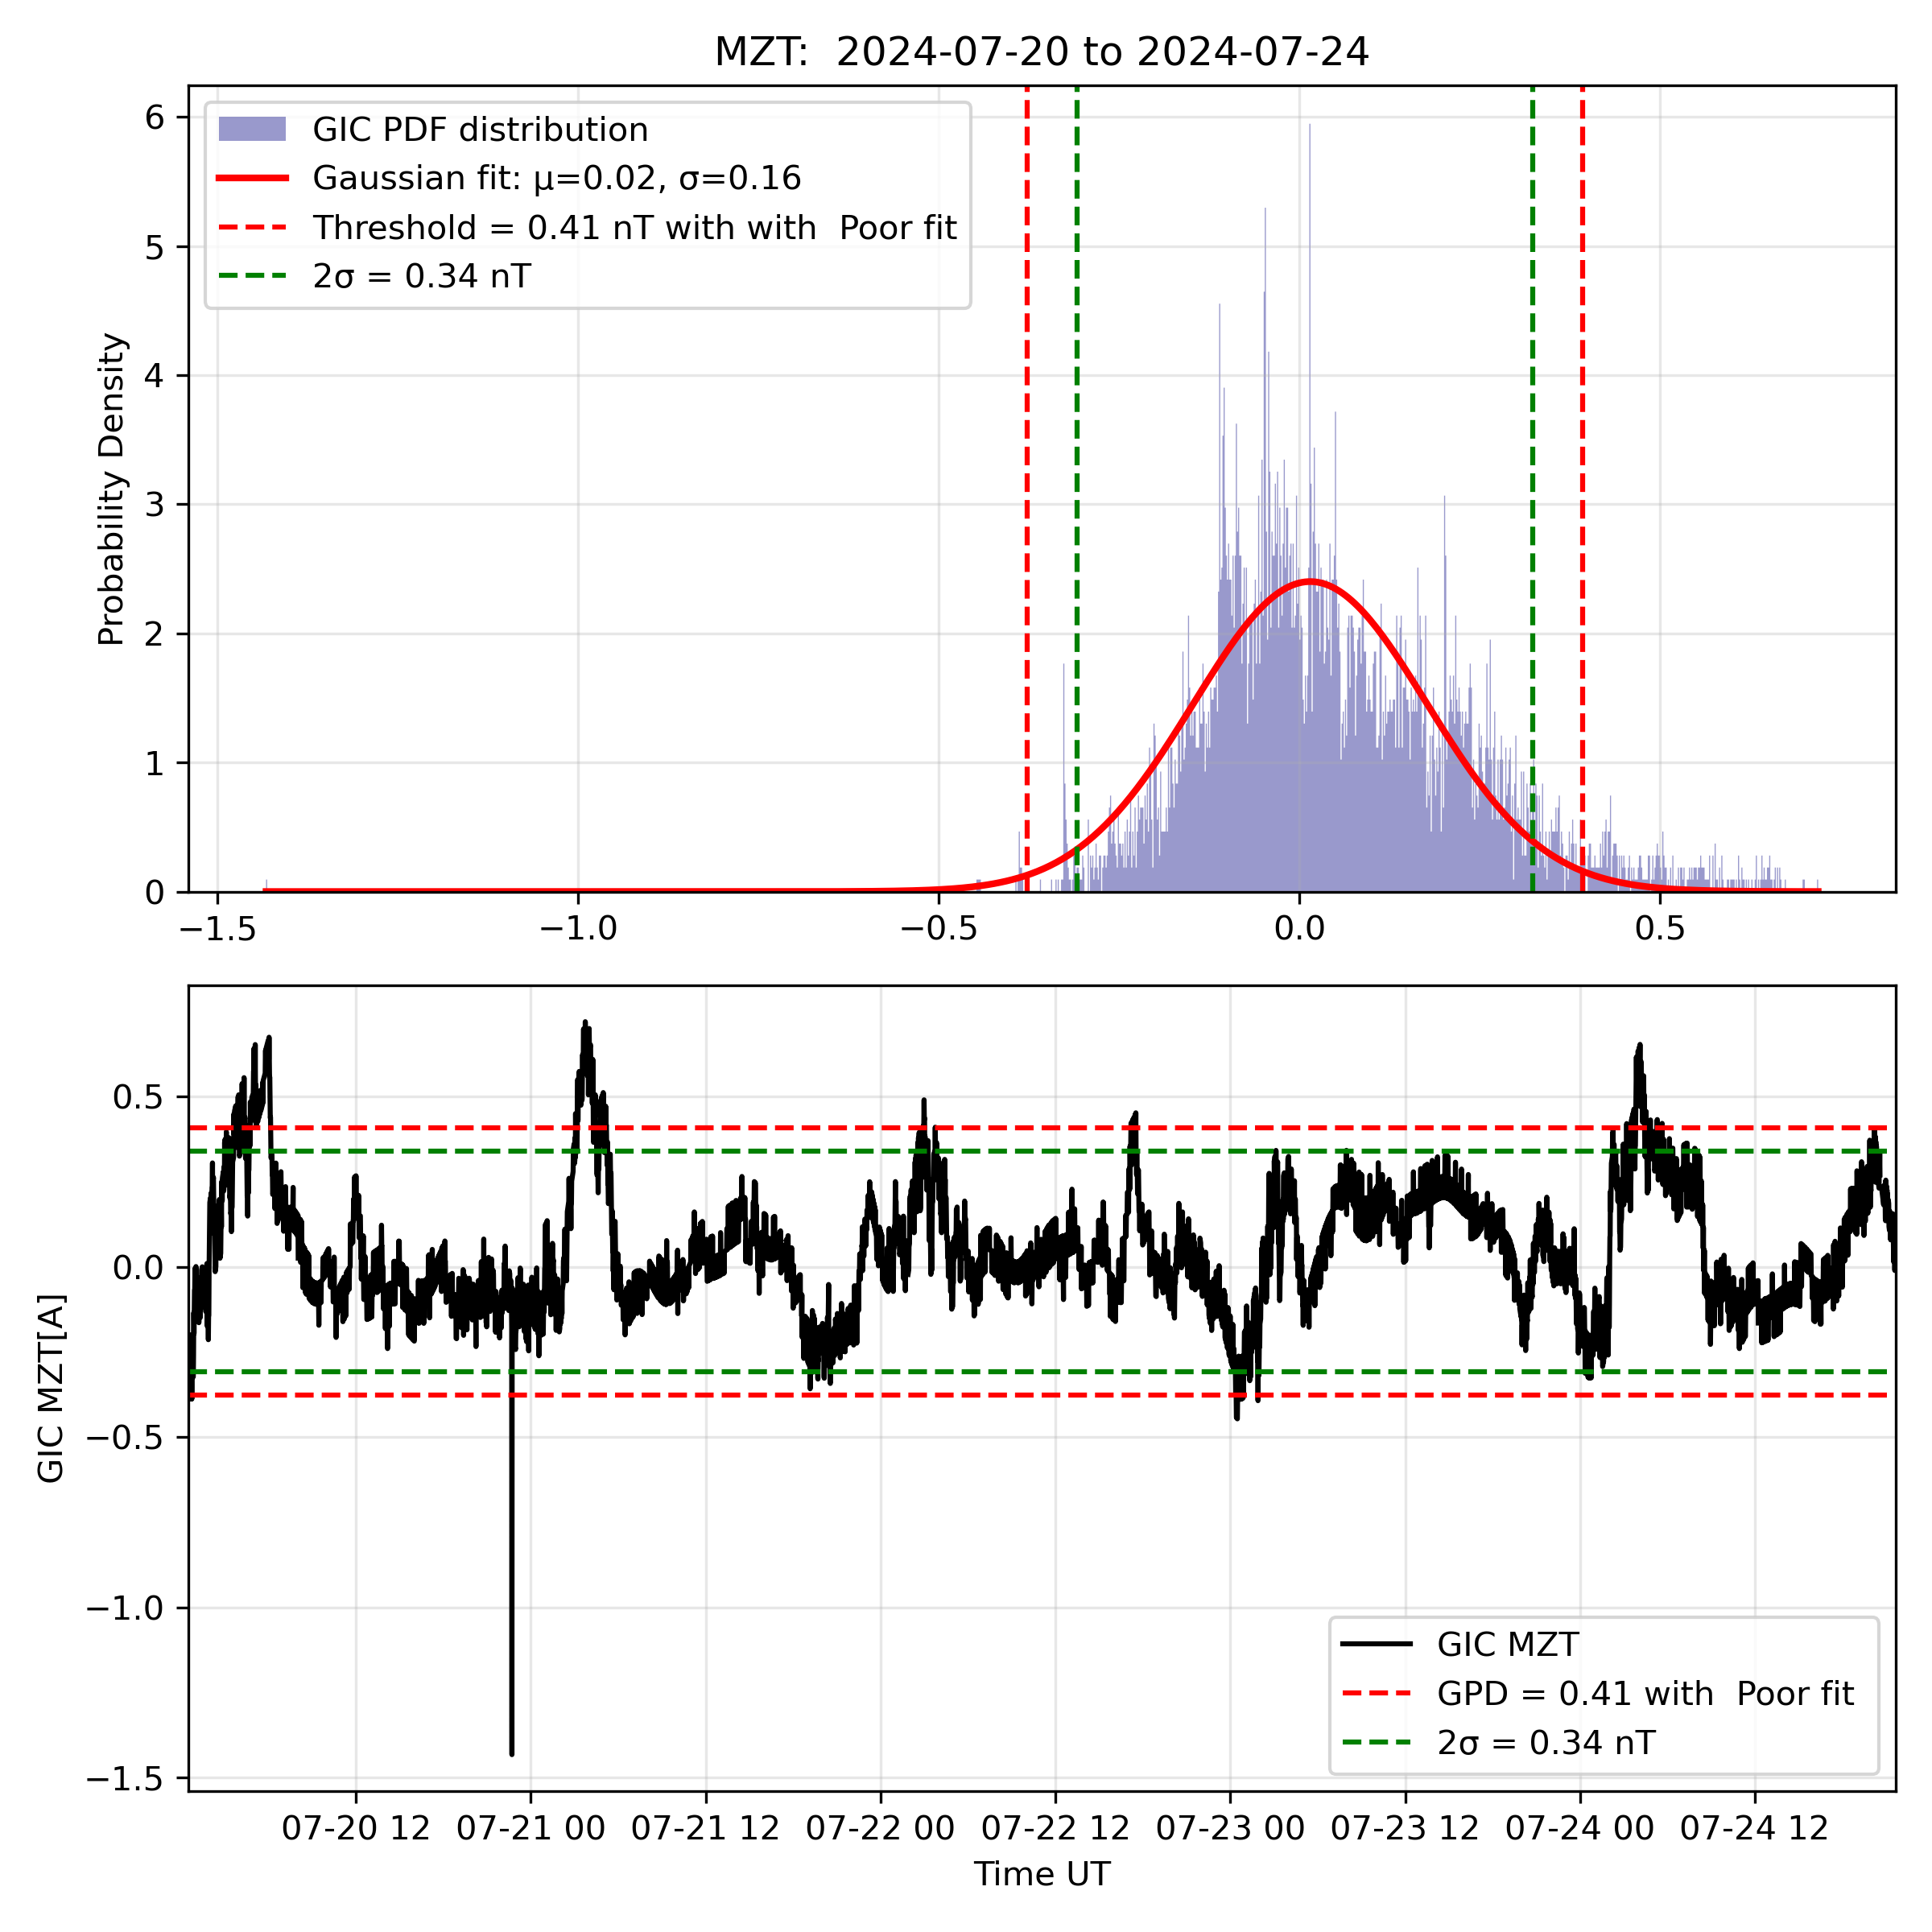 MZT:  2024-07-20 to 2024-07-24
GIC PDF distribution
Gaussian fit: μ=0.02, σ=0.16
Threshold = 0.41 nT with with  Poor fit
2σ = 0.34 nT
Probability Density
6
5
4
3
2
1
0
−1.5
−1.0
−0.5
0.0
0.5
GIC MZT[A]
0.5
0.0
−0.5
−1.0
−1.5
GIC MZT
GPD = 0.41 with  Poor fit
2σ = 0.34 nT
07-20 12
07-21 00
07-21 12
07-22 00
07-22 12
07-23 00
07-23 12
07-24 00
07-24 12
Time UT